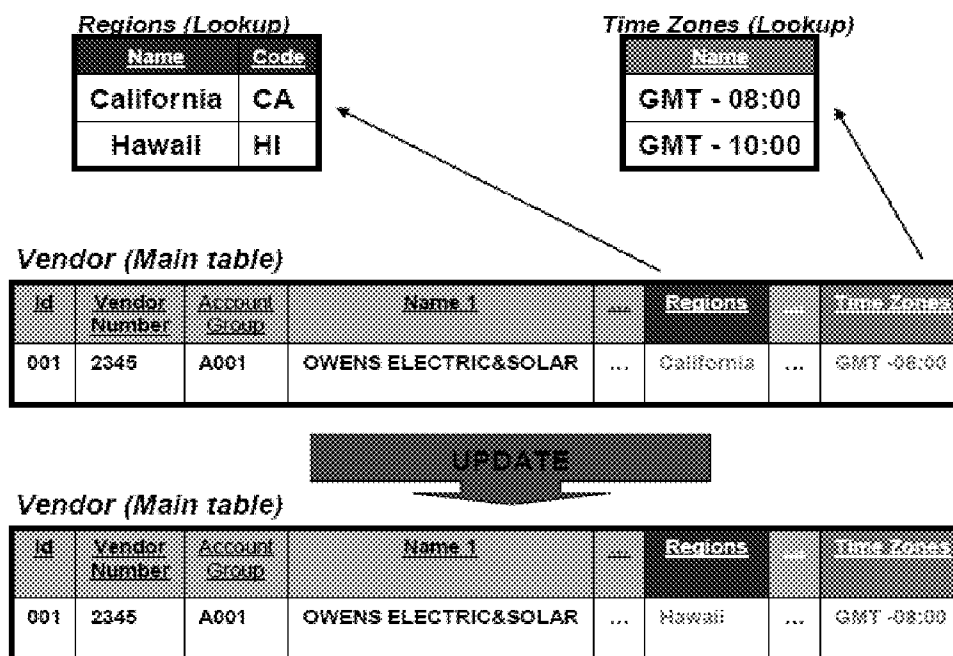 Regions (Lookup)
Name Code
California CA
Hawaii HI
Time Zones (Lookup)
Name
GMT - 08:00
GMT - 10:00
Vendor (Main table)
Id Vendor Number Account Group Name 1 ... Regions ... Time Zones
001 2345 A001 OWENS ELECTRIC&SOLAR ... California ... GMT -08:00
UPDATE
Vendor (Main table)
Id Vendor Number Account Group Name 1 ... Regions ... Time Zones
001 2345 A001 OWENS ELECTRIC&SOLAR ... Hawaii ... GMT -08:00